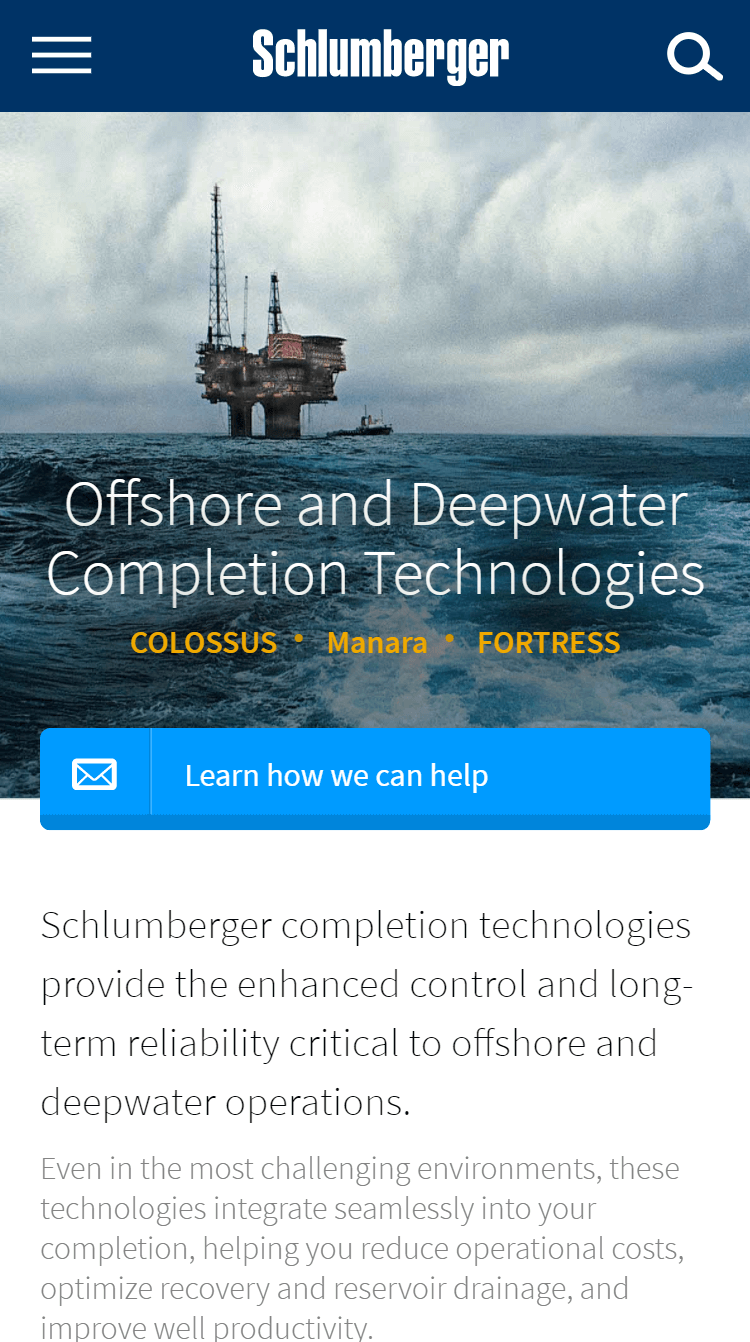 Schlumberger
Offshore and Deepwater
Completion Technologies
COLOSSUS • Manara • FORTRESS
Learn how we can help
Schlumberger completion technologies
provide the enhanced control and long-
term reliability critical to offshore and
deepwater operations.
Even in the most challenging environments, these
technologies integrate seamlessly into your
completion, helping you reduce operational costs,
optimize recovery and reservoir drainage, and
improve well productivity.